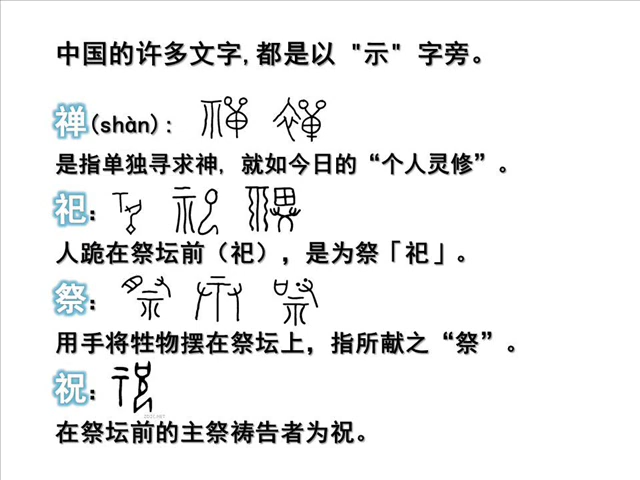 中国的许多文字,都是以 "示" 字旁。
禅(shàn):
是指单独寻求神, 就如今日的“个人灵修”。
祀:
人跪在祭坛前（祀），是为祭「祀」。
祭:
用手将牲物摆在祭坛上，指所献之“祭”。
祝:
在祭坛前的主祭祷告者为祝。